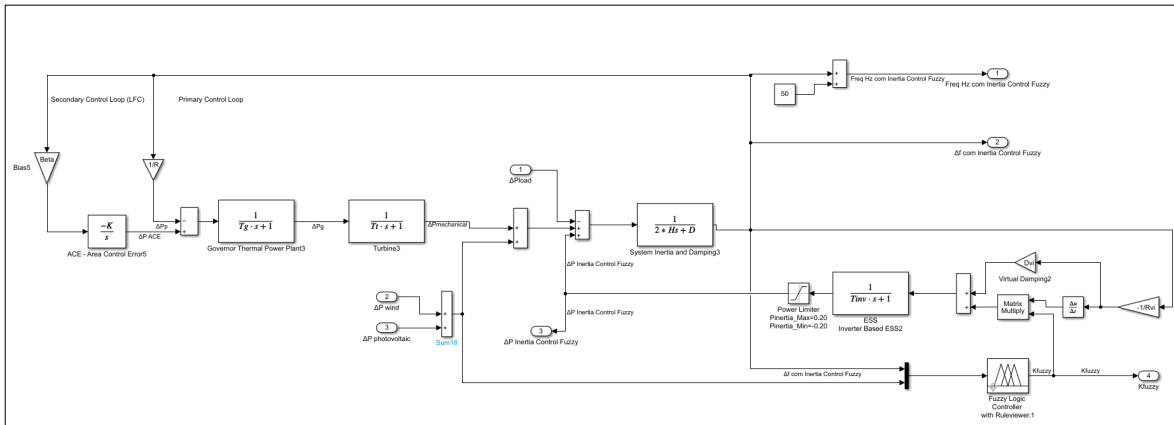 Freq Hz com Inertia Control Fuzzy
1
Freq Hz com Inertia Control Fuzzy
50
Secondary Control Loop (LFC)
Primary Control Loop
2
Δf com Inertia Control Fuzzy
Bias5
Beta
1/R
1
ΔPload
ΔPp
ΔP ACE
-K
s
ACE - Area Control Error5
1
Tg · s + 1
Governor Thermal Power Plant3
ΔPg
1
Tt · s + 1
Turbine3
ΔPmechanical
1
2 * Hs + D
System Inertia and Damping3
ΔP Inertia Control Fuzzy
Dvi
Virtual Damping2
Matrix
Multiply
Δu
Δt
-1/Rvi
1
Tinv · s + 1
ESS
Inverter Based ESS2
Power Limiter
Pinertia_Max=0.20
Pinertia_Min=-0.20
2
ΔP wind
3
ΔP photovoltaic
Sum18
ΔP Inertia Control Fuzzy
3
ΔP Inertia Control Fuzzy
Δf com Inertia Control Fuzzy
Fuzzy Logic
Controller
with Ruleviewer.1
Kfuzzy
Kfuzzy
4
Kfuzzy